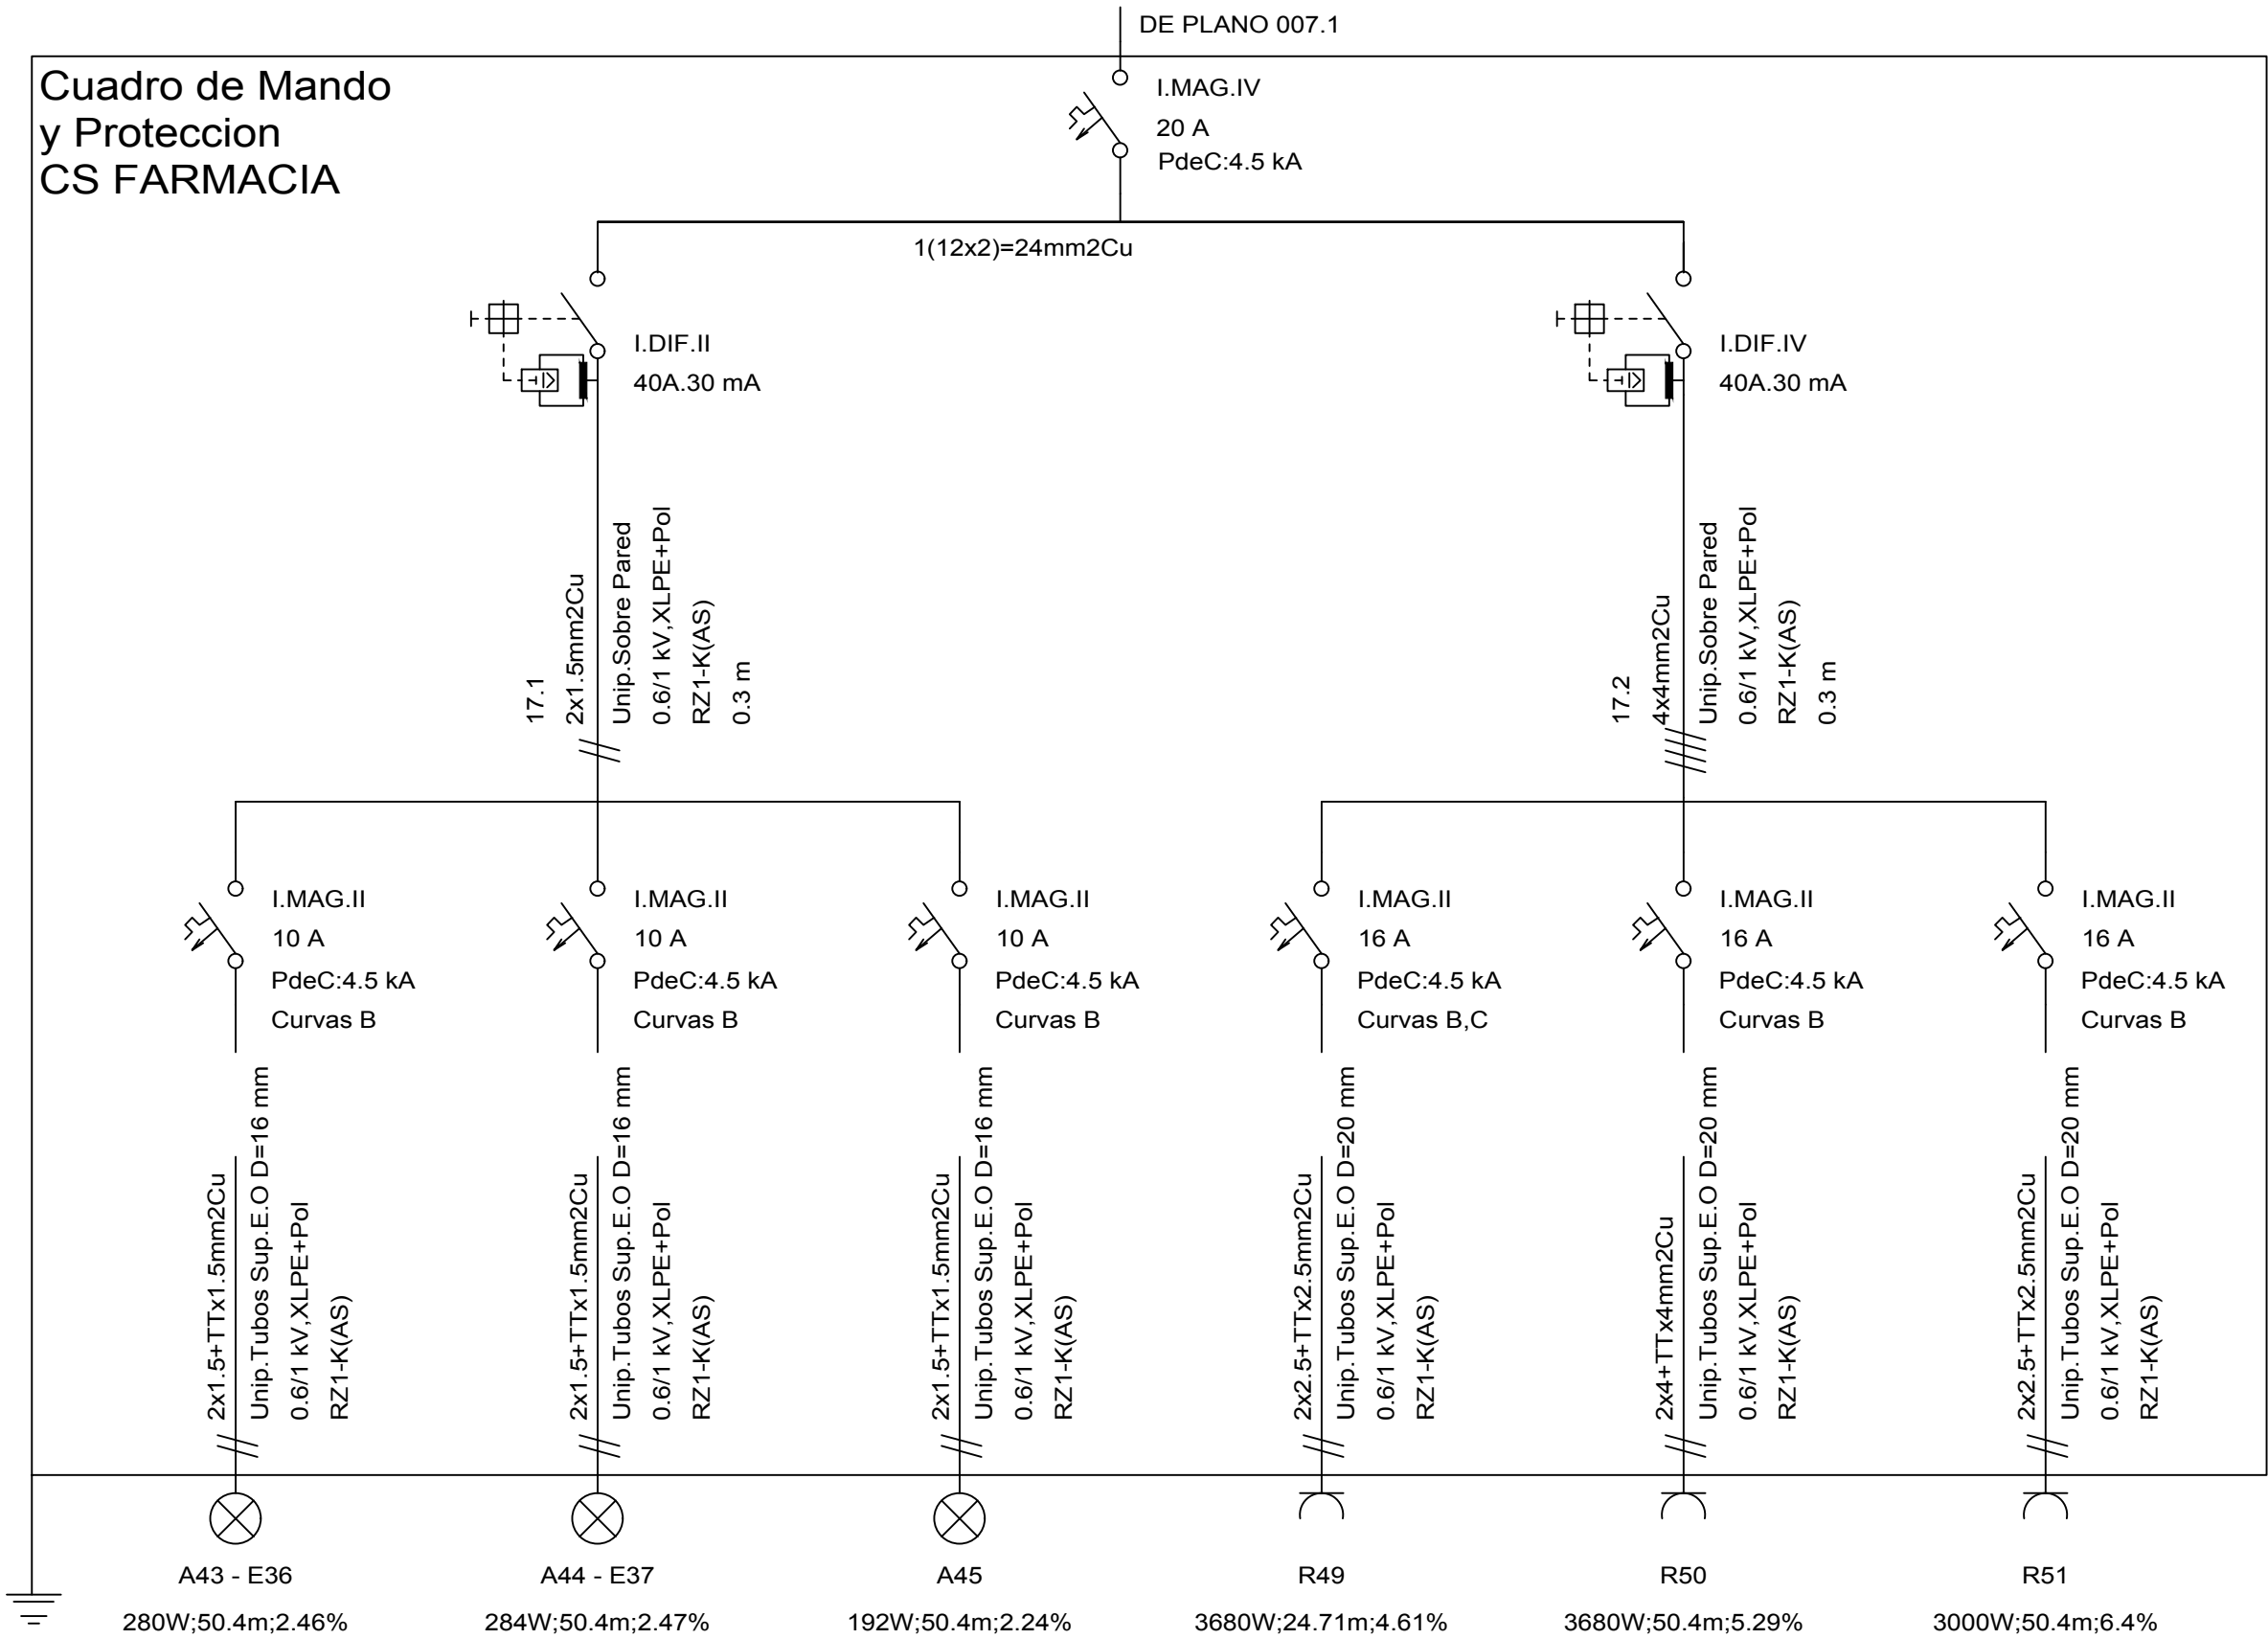 DE PLANO 007.1
Cuadro de Mando
y Proteccion
CS FARMACIA
I.MAG.IV
20 A
PdeC:4.5 kA
1(12x2)=24mm2Cu
I.DIF.II
40A.30 mA
I.DIF.IV
40A.30 mA
17.1
2x1.5mm2Cu
Unip.Sobre Pared
0.6/1 kV,XLPE+Pol
RZ1-K(AS)
0.3 m
17.2
4x4mm2Cu
Unip.Sobre Pared
0.6/1 kV,XLPE+Pol
RZ1-K(AS)
0.3 m
I.MAG.II
10 A
PdeC:4.5 kA
Curvas B
I.MAG.II
10 A
PdeC:4.5 kA
Curvas B
I.MAG.II
10 A
PdeC:4.5 kA
Curvas B
I.MAG.II
16 A
PdeC:4.5 kA
Curvas B,C
I.MAG.II
16 A
PdeC:4.5 kA
Curvas B
I.MAG.II
16 A
PdeC:4.5 kA
Curvas B
2x1.5+TTx1.5mm2Cu
Unip.Tubos Sup.E.O D=16 mm
0.6/1 kV,XLPE+Pol
RZ1-K(AS)
2x1.5+TTx1.5mm2Cu
Unip.Tubos Sup.E.O D=16 mm
0.6/1 kV,XLPE+Pol
RZ1-K(AS)
2x1.5+TTx1.5mm2Cu
Unip.Tubos Sup.E.O D=16 mm
0.6/1 kV,XLPE+Pol
RZ1-K(AS)
2x2.5+TTx2.5mm2Cu
Unip.Tubos Sup.E.O D=20 mm
0.6/1 kV,XLPE+Pol
RZ1-K(AS)
2x4+TTx4mm2Cu
Unip.Tubos Sup.E.O D=20 mm
0.6/1 kV,XLPE+Pol
RZ1-K(AS)
2x2.5+TTx2.5mm2Cu
Unip.Tubos Sup.E.O D=20 mm
0.6/1 kV,XLPE+Pol
RZ1-K(AS)
A43 - E36
280W;50.4m;2.46%
A44 - E37
284W;50.4m;2.47%
A45
192W;50.4m;2.24%
R49
3680W;24.71m;4.61%
R50
3680W;50.4m;5.29%
R51
3000W;50.4m;6.4%